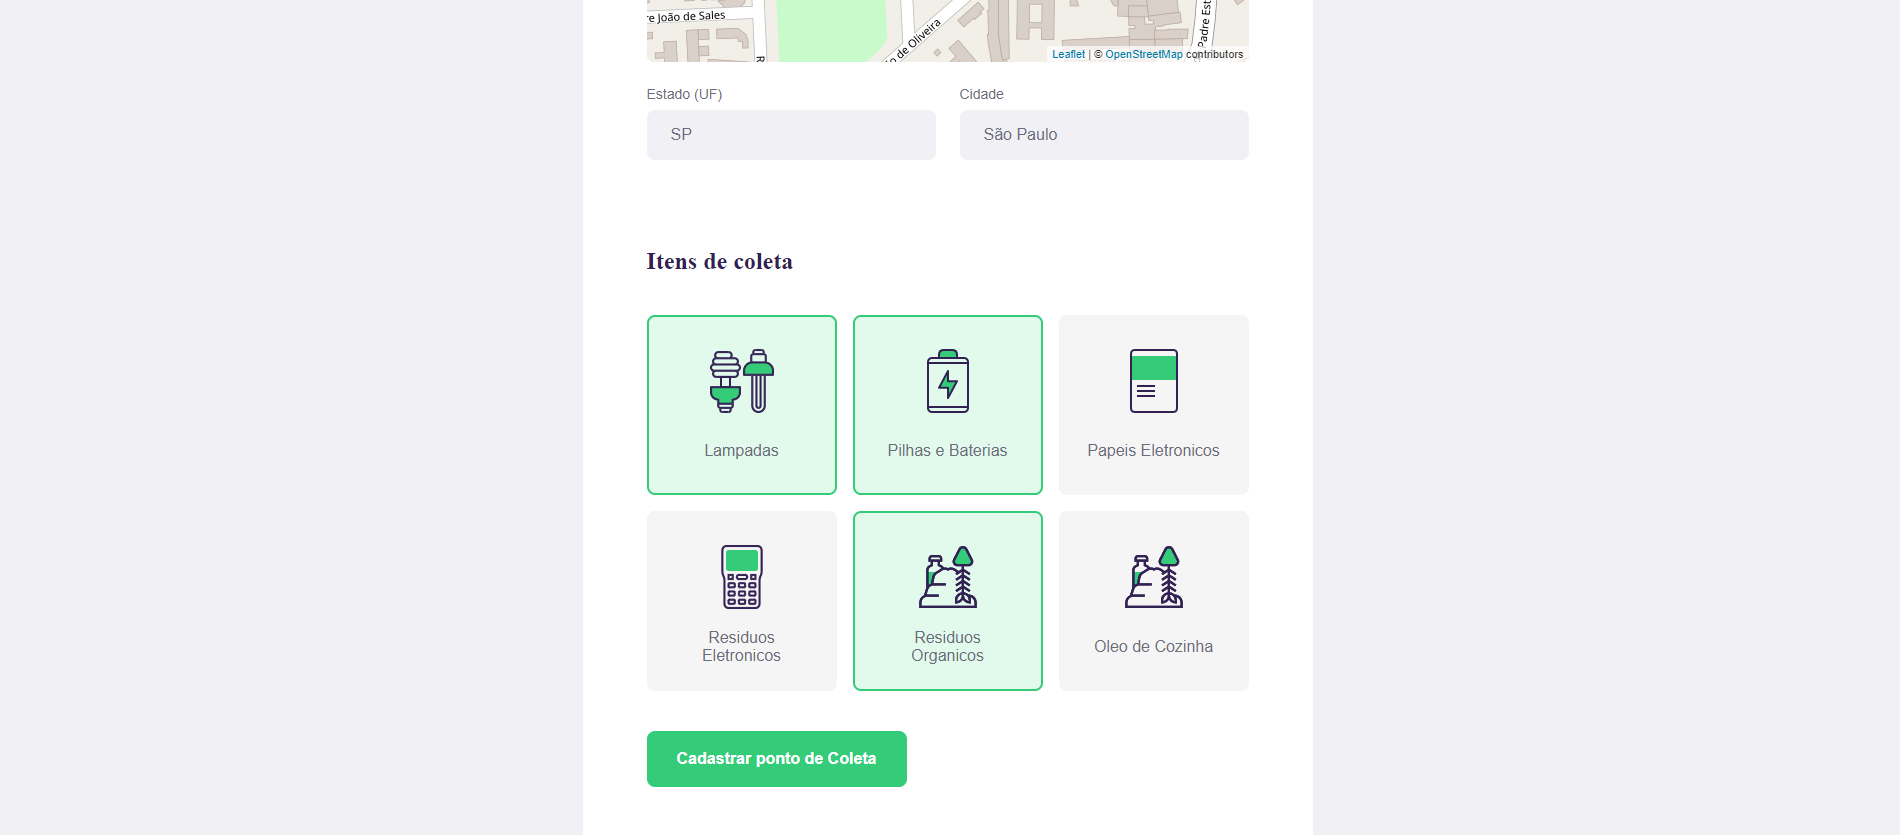 re João de Sales
o de Oliveira
Padre Est
R
Leaflet | © OpenStreetMap contributors
Estado (UF)
Cidade
SP
São Paulo
Itens de coleta
Lampadas
Pilhas e Baterias
Papeis Eletronicos
Residuos
Eletronicos
Residuos
Organicos
Oleo de Cozinha
Cadastrar ponto de Coleta